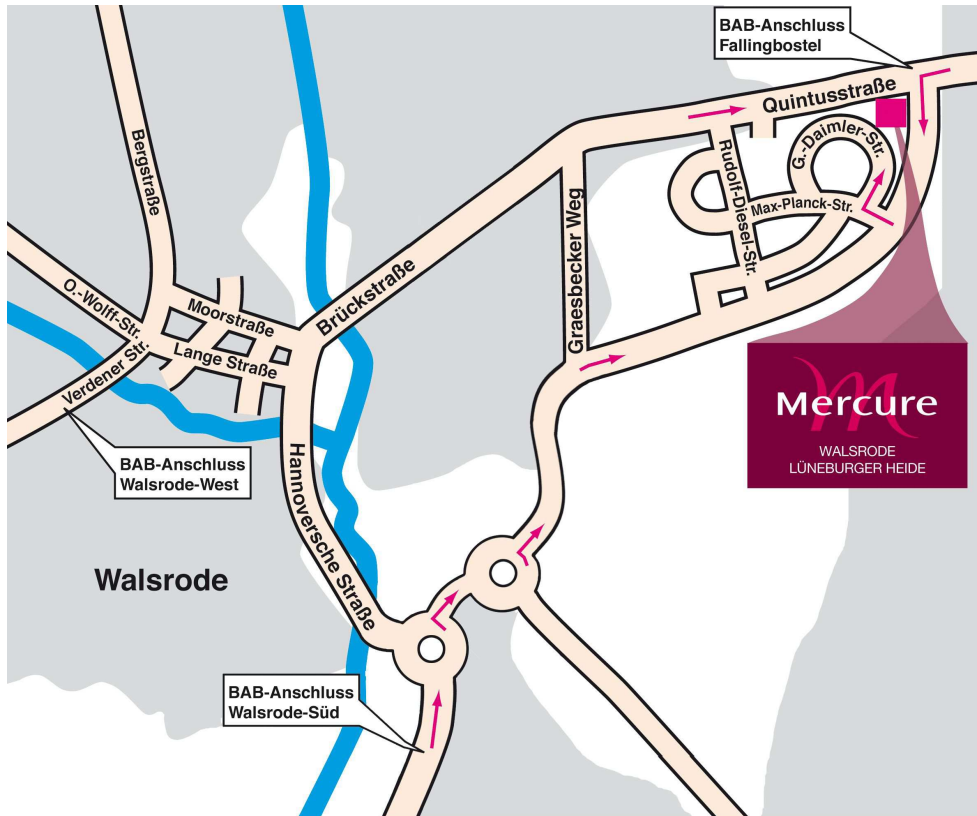 BAB-Anschluss
Fallingbostel
Quintusstraße
G.-Daimler-Str.
Rudolf-Diesel-Str.
Max-Planck-Str.
Bergstraße
Graesbecker Weg
Brückstraße
O.-Wolff-Str.
Moorstraße
Lange Straße
Verdener Str.
BAB-Anschluss
Walsrode-West
Hannoversche Straße
Mercure
WALSRODE
LÜNEBURGER HEIDE
Walsrode
BAB-Anschluss
Walsrode-Süd